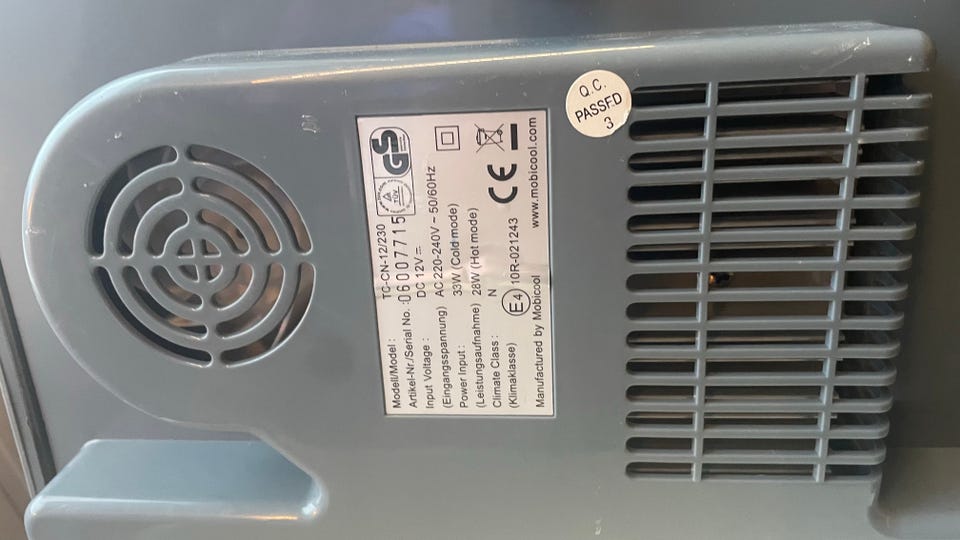 Modell/Model : TC-CN-12/230
Artikel-Nr./Serial No. :06007715
Input Voltage : DC 12V
(Eingangsspannung) AC 220-240V ~ 50/60Hz
Power Input : 33W (Cold mode)
(Leistungsaufnahme) 28W (Hot mode)
Climate Class : N
(Klimaklasse) E4 10R-021243
Manufactured by Mobicool www.mobicool.com
TÜV
GS
CE
Q.C.
PASSED
3